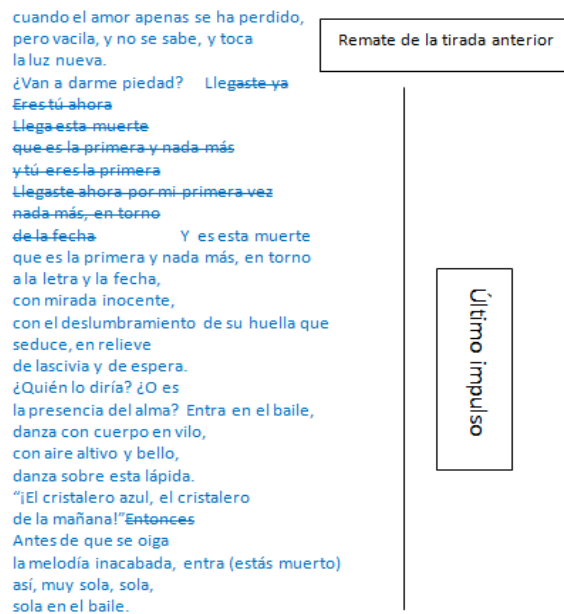 cuando el amor apenas se ha perdido,
pero vacila, y no se sabe, y toca
la luz nueva.
Remate de la tirada anterior
¿Van a darme piedad? Llegaste ya
Eres tú ahora
Llega esta muerte
que es la primera y nada más
y tú eres la primera
Llegaste ahora por mi primera vez
nada más, en torno
de la fecha Y es esta muerte
que es la primera y nada más, en torno
a la letra y la fecha,
con mirada inocente,
con el deslumbramiento de su huella que
seduce, en relieve
de lascivia y de espera.
¿Quién lo diría? ¿O es
la presencia del alma? Entra en el baile,
danza con cuerpo en vilo,
con aire altivo y bello,
danza sobre esta lápida.
“¡El cristalero azul, el cristalero
de la mañana!”Entonces
Antes de que se oiga
la melodía inacabada, entra (estás muerto)
así, muy sola, sola,
sola en el baile.
Último impulso